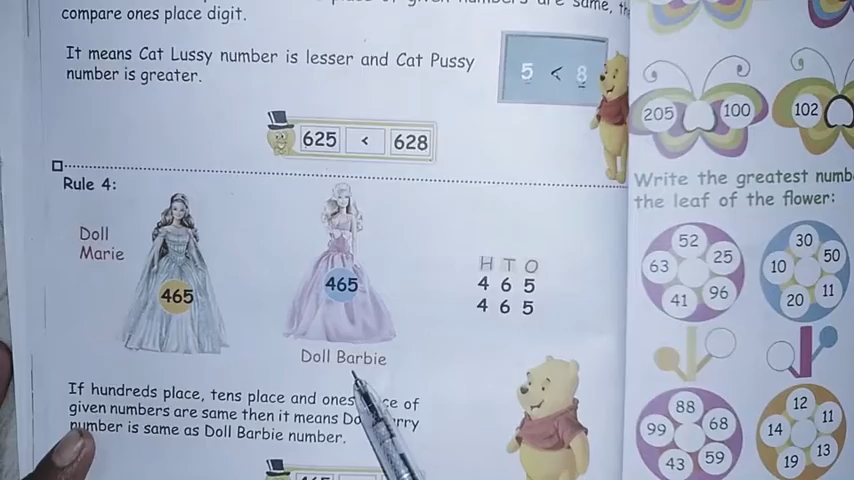 compare ones place digit.
It means Cat Lussy number is lesser and Cat Pussy
number is greater.
5 < 8
625 < 628
Rule 4:
Doll
Marie
465
465
Doll Barbie
H T O
4 6 5
4 6 5
If hundreds place, tens place and ones
given numbers are same then it means
number is same as Doll Barbie number.
205 100
102
Write the greatest
the leaf of the flower:
52
63 25
41 96
30
10 50
20 11
88
99 68
43 59
12
14 11
19 13